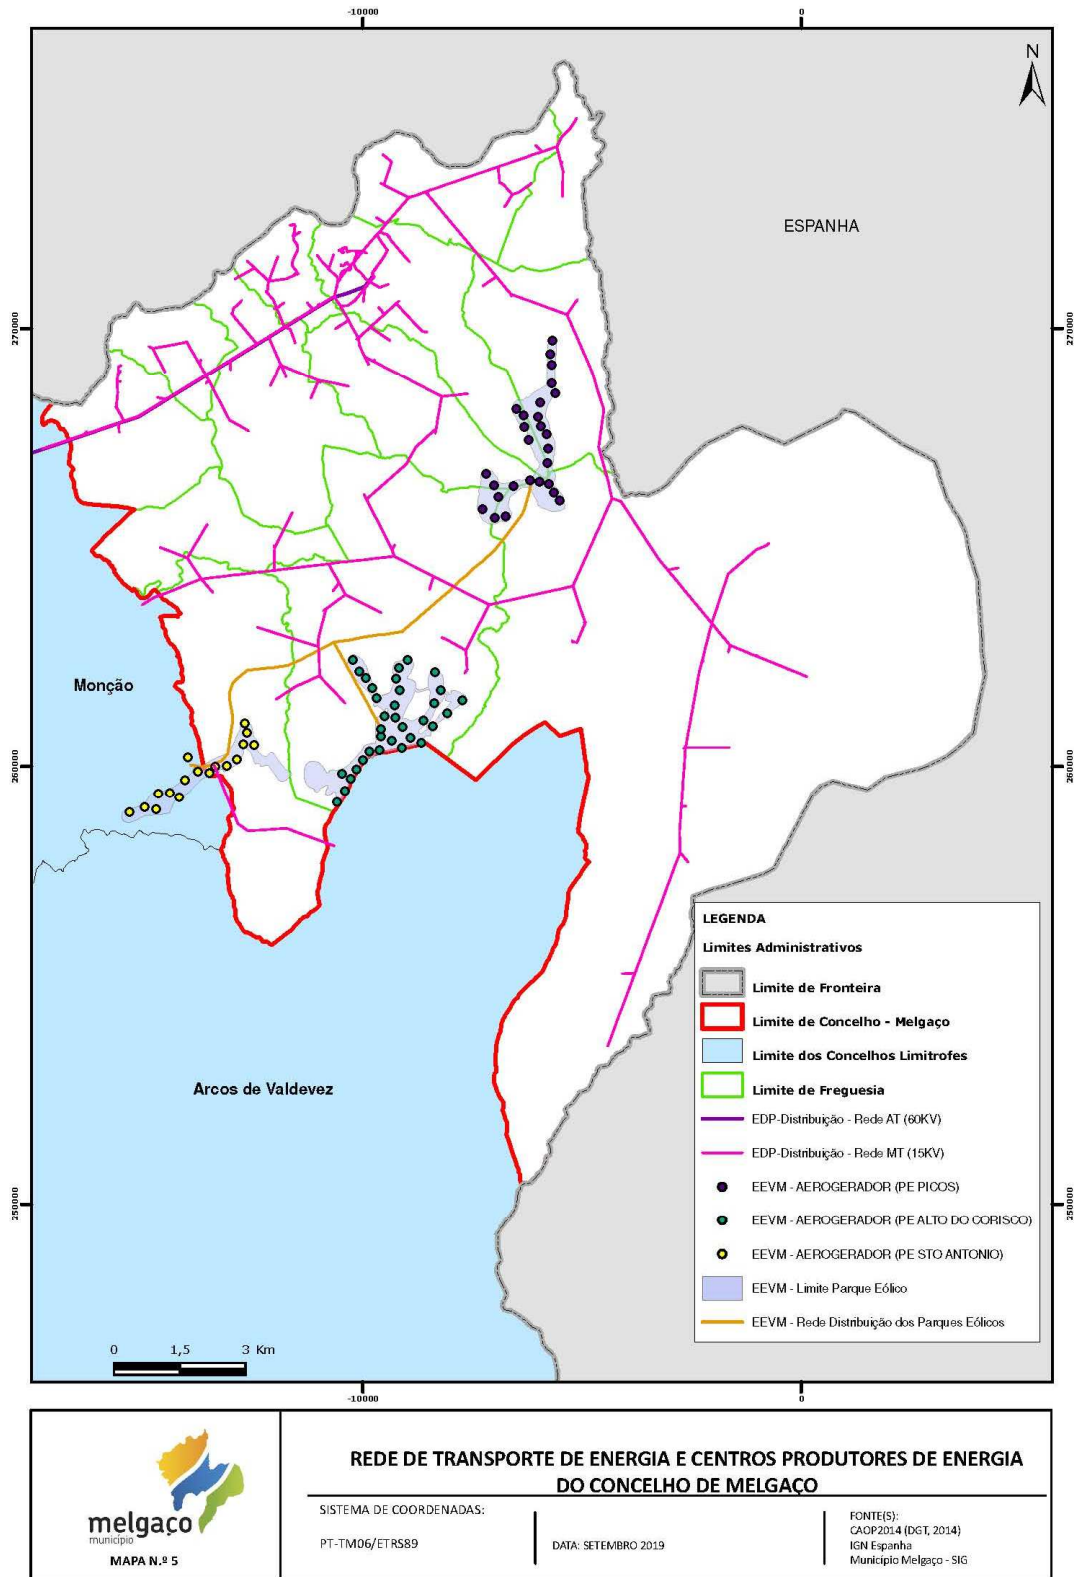 -10000
0
N
ESPANHA
270000
270000
Monção
260000
260000
LEGENDA
Limites Administrativos
Limite de Fronteira
Limite de Concelho - Melgaço
Limite dos Concelhos Limitrofes
Arcos de Valdevez
Limite de Freguesia
EDP-Distribuição - Rede AT (60KV)
EDP-Distribuição - Rede MT (15KV)
EEVM - AEROGERADOR (PE PICOS)
250000
250000
EEVM - AEROGERADOR (PE ALTO DO CORISCO)
EEVM - AEROGERADOR (PE STO ANTONIO)
EEVM - Limite Parque Eólico
EEVM - Rede Distribuição dos Parques Eólicos
0 1,5 3 Km
-10000
0
melgaço
município
MAPA N.º 5
REDE DE TRANSPORTE DE ENERGIA E CENTROS PRODUTORES DE ENERGIA
DO CONCELHO DE MELGAÇO
SISTEMA DE COORDENADAS:
PT-TM06/ETRS89
DATA: SETEMBRO 2019
FONTE(S):
CAOP2014 (DGT, 2014)
IGN Espanha
Município Melgaço - SIG